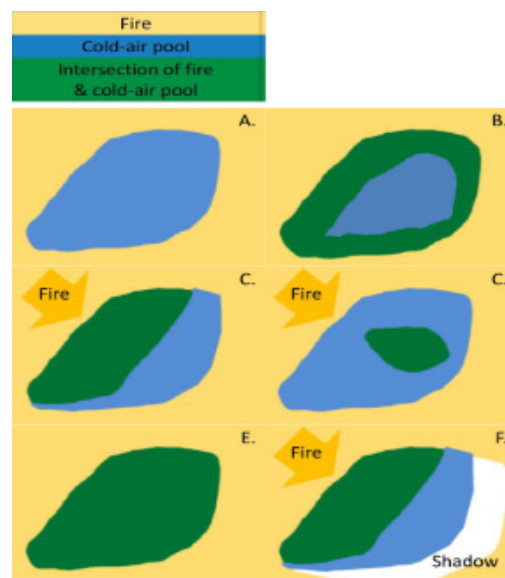 Fire
Cold-air pool
Intersection of fire
& cold-air pool
A.
B.
C.
Fire
C.
Fire
E.
F.
Fire
Shadow